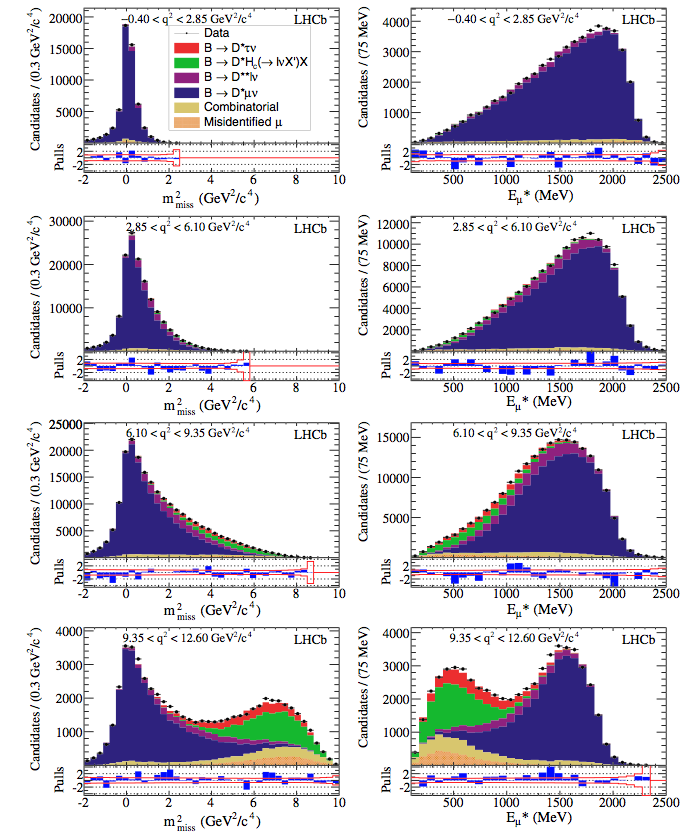 −0.40 < q² < 2.85 GeV²/c⁴ LHCb
Candidates / (0.3 GeV²/c⁴)
15000
10000
5000
Data
B → D*τν
B → D*H_c(→ lνX')X
B → D**lν
B → D*μν
Combinatorial
Misidentified μ
Pulls
2
-2
-2 0 2 4 6 8 10
m²_miss (GeV²/c⁴)
−0.40 < q² < 2.85 GeV²/c⁴ LHCb
Candidates / (75 MeV)
4000
3000
2000
1000
Pulls
2
-2
500 1000 1500 2000 2500
E_μ* (MeV)
2.85 < q² < 6.10 GeV²/c⁴ LHCb
Candidates / (0.3 GeV²/c⁴)
30000
20000
10000
Pulls
2
-2
-2 0 2 4 6 8 10
m²_miss (GeV²/c⁴)
2.85 < q² < 6.10 GeV²/c⁴ LHCb
Candidates / (75 MeV)
12000
10000
8000
6000
4000
2000
Pulls
2
-2
500 1000 1500 2000 2500
E_μ* (MeV)
6.10 < q² < 9.35 GeV²/c⁴ LHCb
Candidates / (0.3 GeV²/c⁴)
25000
20000
15000
10000
5000
Pulls
2
-2
-2 0 2 4 6 8 10
m²_miss (GeV²/c⁴)
6.10 < q² < 9.35 GeV²/c⁴ LHCb
Candidates / (75 MeV)
15000
10000
5000
Pulls
2
-2
500 1000 1500 2000 2500
E_μ* (MeV)
9.35 < q² < 12.60 GeV²/c⁴ LHCb
Candidates / (0.3 GeV²/c⁴)
4000
3000
2000
1000
Pulls
2
-2
-2 0 2 4 6 8 10
m²_miss (GeV²/c⁴)
9.35 < q² < 12.60 GeV²/c⁴ LHCb
Candidates / (75 MeV)
4000
3000
2000
1000
Pulls
2
-2
500 1000 1500 2000 2500
E_μ* (MeV)